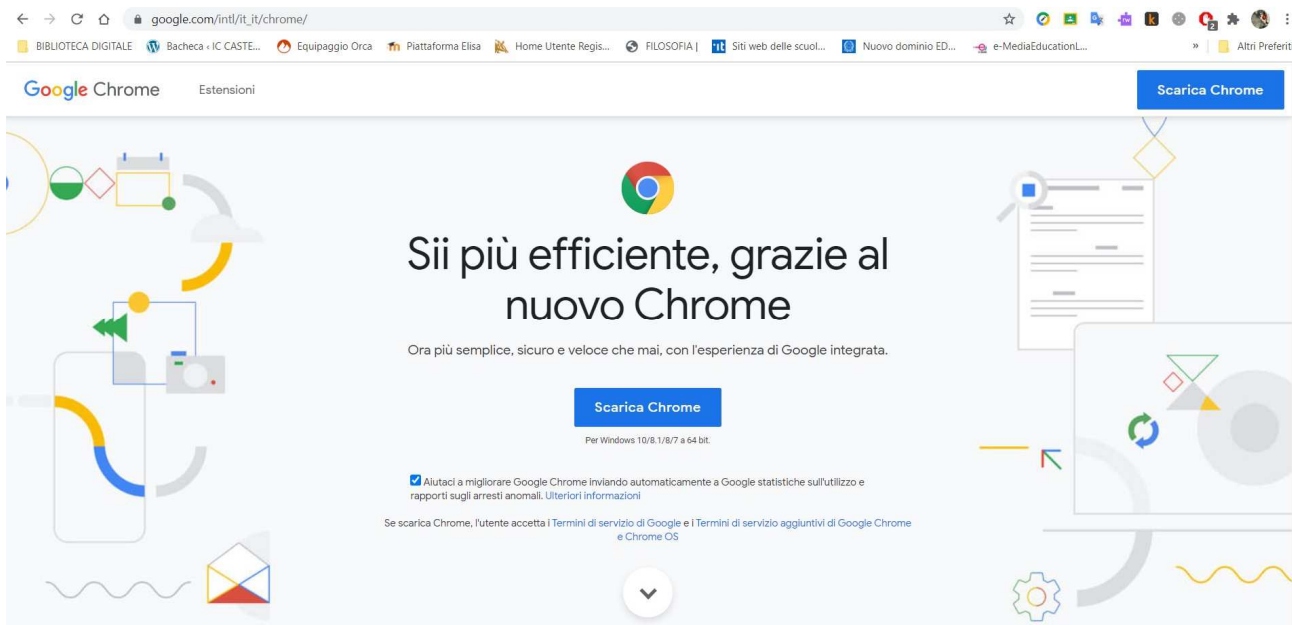 google.com/intl/it_it/chrome/
2
BIBLIOTECA DIGITALE Bacheca ‹ IC CASTE... Equipaggio Orca Piattaforma Elisa Home Utente Regis... FILOSOFIA | Siti web delle scuol... Nuovo dominio ED... e-MediaEducationL... » Altri Preferiti
Google Chrome Estensioni Scarica Chrome
Sii più efficiente, grazie al
nuovo Chrome
Ora più semplice, sicuro e veloce che mai, con l'esperienza di Google integrata.
Scarica Chrome
Per Windows 10/8.1/8/7 a 64 bit.
Aiutaci a migliorare Google Chrome inviando automaticamente a Google statistiche sull'utilizzo e
rapporti sugli arresti anomali. Ulteriori informazioni
Se scarica Chrome, l'utente accetta i Termini di servizio di Google e i Termini di servizio aggiuntivi di Google Chrome
e Chrome OS